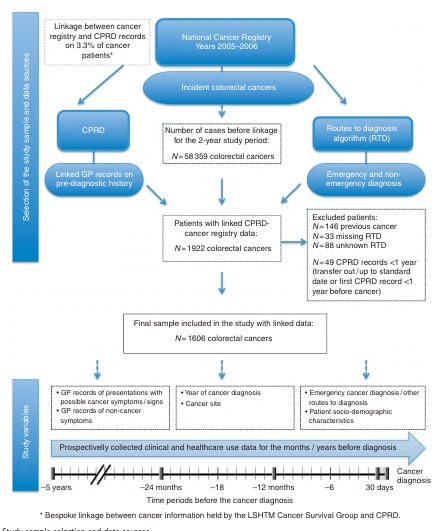 Linkage between cancer
registry and CPRD records
on 3.3% of cancer
patients*
National Cancer Registry
Years 2005–2006
Incident colorectal cancers
Selection of the study sample and data sources
CPRD
Number of cases before linkage
for the 2-year study period:
N=58 359 colorectal cancers
Routes to diagnosis
algorithm (RTD)
Linked GP records on
pre-diagnostic history
Emergency and non-
emergency diagnosis
Patients with linked CPRD-
cancer registry data:
N=1922 colorectal cancers
Excluded patients:
N=146 previous cancer
N=33 missing RTD
N=88 unknown RTD
N=49 CPRD records <1 year
(transfer out/up to standard
date or first CPRD record <1
year before cancer)
Final sample included in the study with linked data:
N=1606 colorectal cancers
Study variables
• GP records of presentations with
possible cancer symptoms/signs
• GP records of non-cancer
symptoms
• Year of cancer diagnosis
• Cancer site
• Emergency cancer diagnosis/other
routes to diagnosis
• Patient socio-demographic
characteristics
Prospectivelly collected clinical and healthcare use data for the months / years before diagnosis
–5 years –24 months –18 –12 months –6 30 days
Cancer
diagnosis
Time periods before the cancer diagnosis
* Bespoke linkage between cancer information held by the LSHTM Cancer Survival Group and CPRD.
Study sample selection and data sources